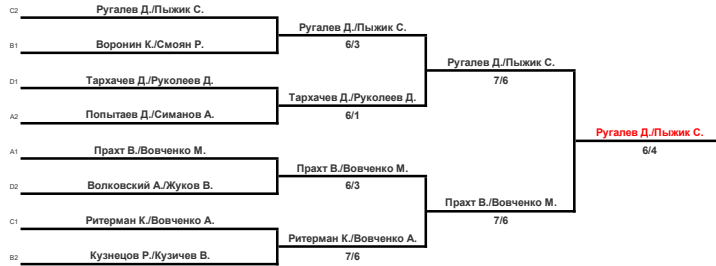 C2 Ругалев Д./Пыжик С.
Ругалев Д./Пыжик С.
B1 Воронин К./Смоян Р.
6/3
Ругалев Д./Пыжик С.
D1 Тархачев Д./Руколеев Д.
7/6
Тархачев Д./Руколеев Д.
A2 Попытаев Д./Симанов А.
6/1
Ругалев Д./Пыжик С.
A1 Прахт В./Вовченко М.
6/4
Прахт В./Вовченко М.
D2 Волковский А./Жуков В.
6/3
Прахт В./Вовченко М.
C1 Ритерман К./Вовченко А.
7/6
Ритерман К./Вовченко А.
B2 Кузнецов Р./Кузичев В.
7/6